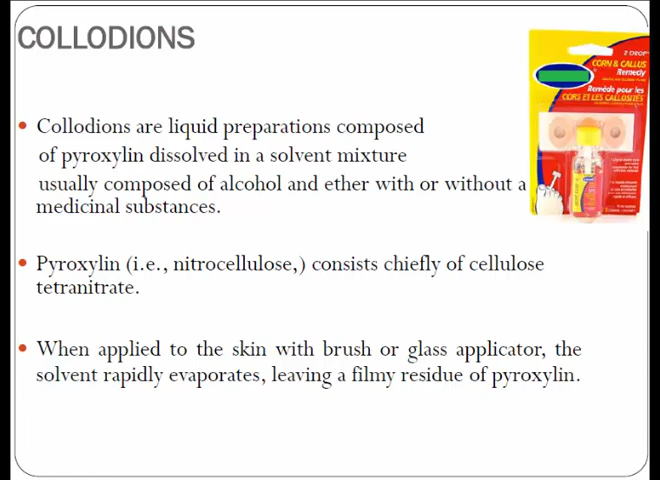 COLLODIONS
2 DROP
CORN & CALLUS
Remedy
Remède pour les
CORS ET LES CALLOSITÉS
• Collodions are liquid preparations composed
of pyroxylin dissolved in a solvent mixture
usually composed of alcohol and ether with or without a
medicinal substances.
• Pyroxylin (i.e., nitrocellulose,) consists chiefly of cellulose
tetranitrate.
• When applied to the skin with brush or glass applicator, the
solvent rapidly evaporates, leaving a filmy residue of pyroxylin.